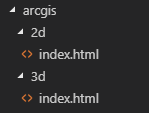 arcgis
2d
<> index.html
3d
<> index.html